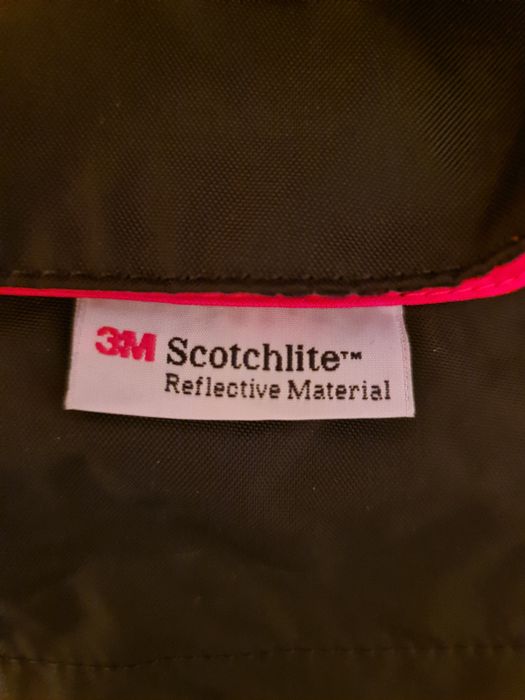 3M Scotchlite™
Reflective Material